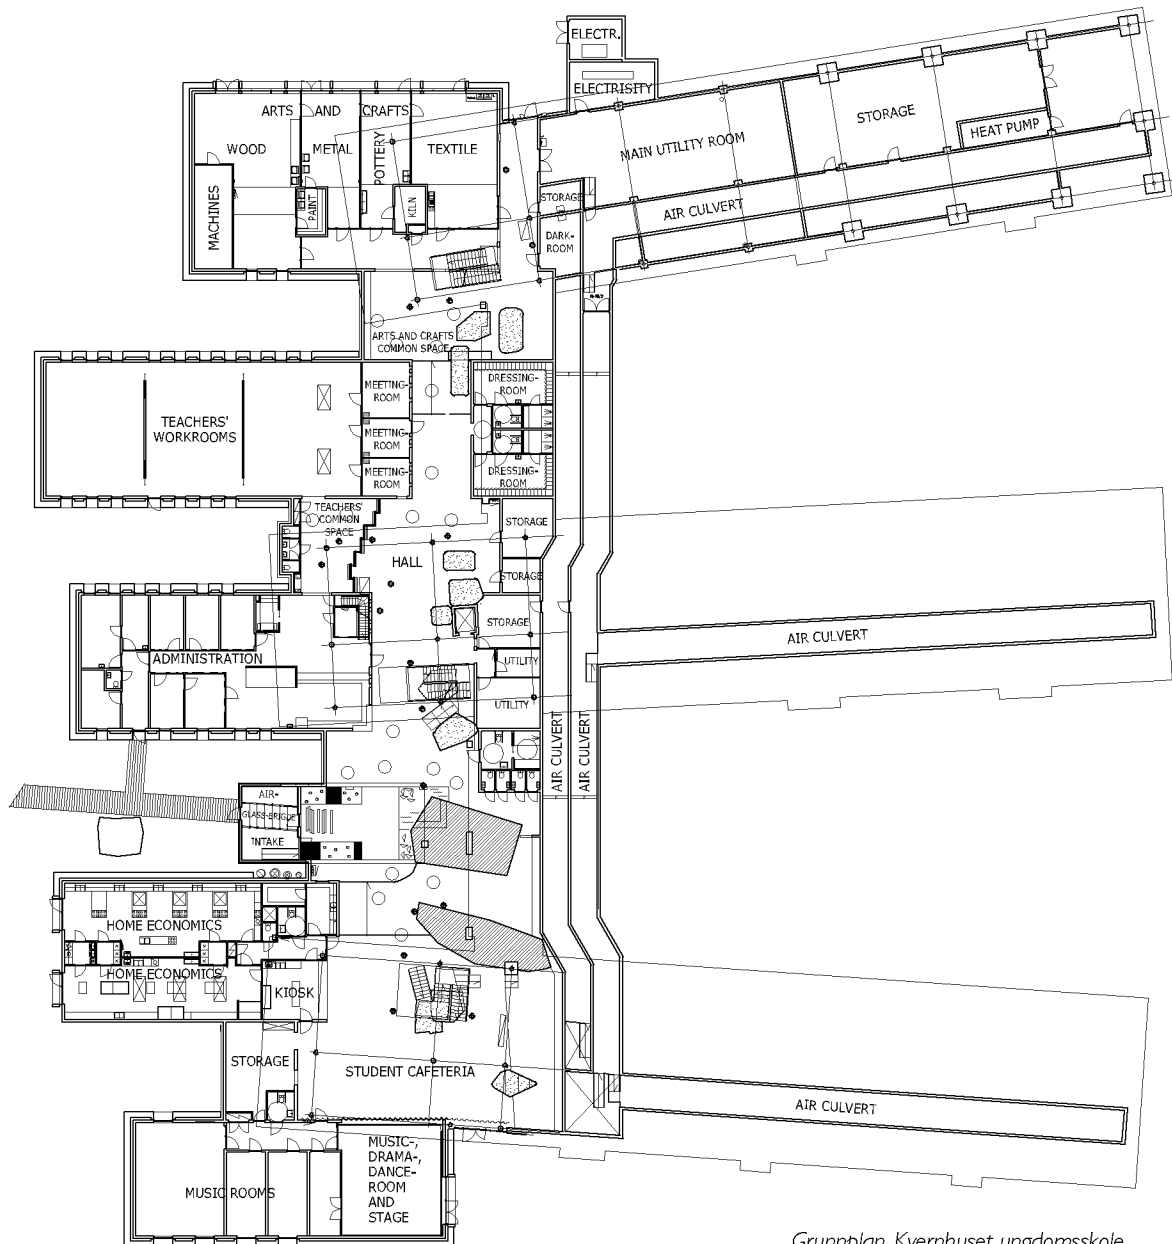 ELECTR.
ELECTRISITY
ARTS AND CRAFTS
WOOD
METAL
POTTERY
TEXTILE
MACHINES
PAINT
KILN
MAIN UTILITY ROOM
STORAGE
HEAT PUMP
STORAGE
DARK-
ROOM
AIR CULVERT
ARTS AND CRAFTS
COMMON SPACE
TEACHERS'
WORKROOMS
MEETING-
ROOM
MEETING-
ROOM
MEETING-
ROOM
DRESSING-
ROOM
DRESSING-
ROOM
TEACHERS'
COMMON
SPACE
HALL
STORAGE
STORAGE
STORAGE
UTILITY
UTILITY
ADMINISTRATION
AIR CULVERT
AIR CULVERT
AIR CULVERT
AIR-
GLASS-BRIGDE
INTAKE
HOME ECONOMICS
HOME ECONOMICS
KIOSK
STORAGE
STUDENT CAFETERIA
AIR CULVERT
MUSIC ROOMS
MUSIC-,
DRAMA-,
DANCE-
ROOM
AND
STAGE
Grunnplan Kvernhuset ungdomsskole